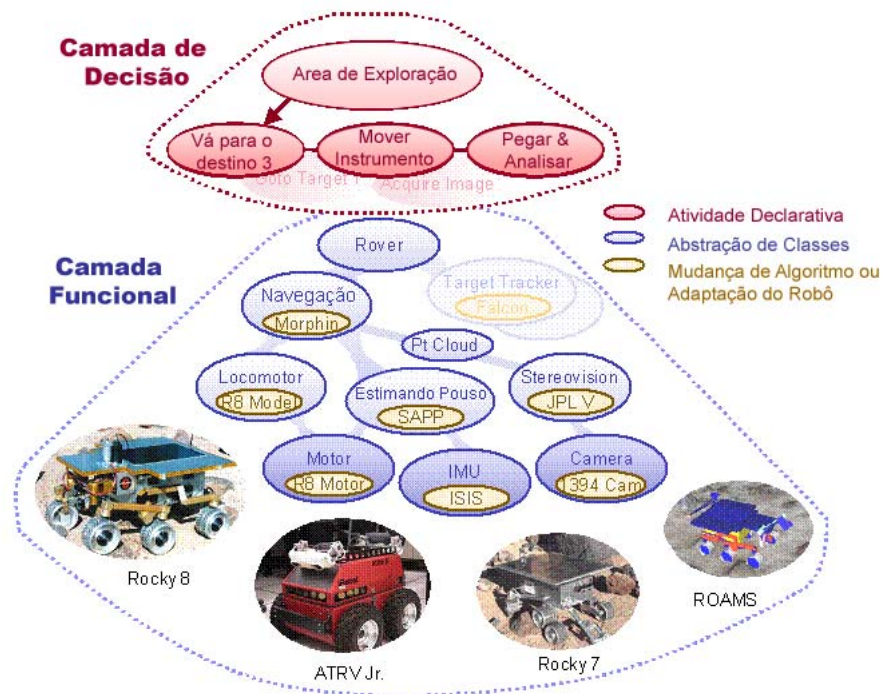 Camada de
Decisão
Area de Exploração
Vá para o
destino 3
Mover
Instrumento
Pegar &
Analisar
Goto Target 1
Acquire Image
Atividade Declarativa
Abstração de Classes
Mudança de Algoritmo ou
Adaptação do Robô
Camada
Funcional
Rover
Target Tracker
Falcon
Navegação
Morphin
Pt Cloud
Locomotor
R8 Model
Estimando Pouso
SAPP
Stereovision
JPL V
Motor
R8 Motor
IMU
ISIS
Camera
1394 Cam
Rocky 8
ATRV Jr.
Rocky 7
ROAMS